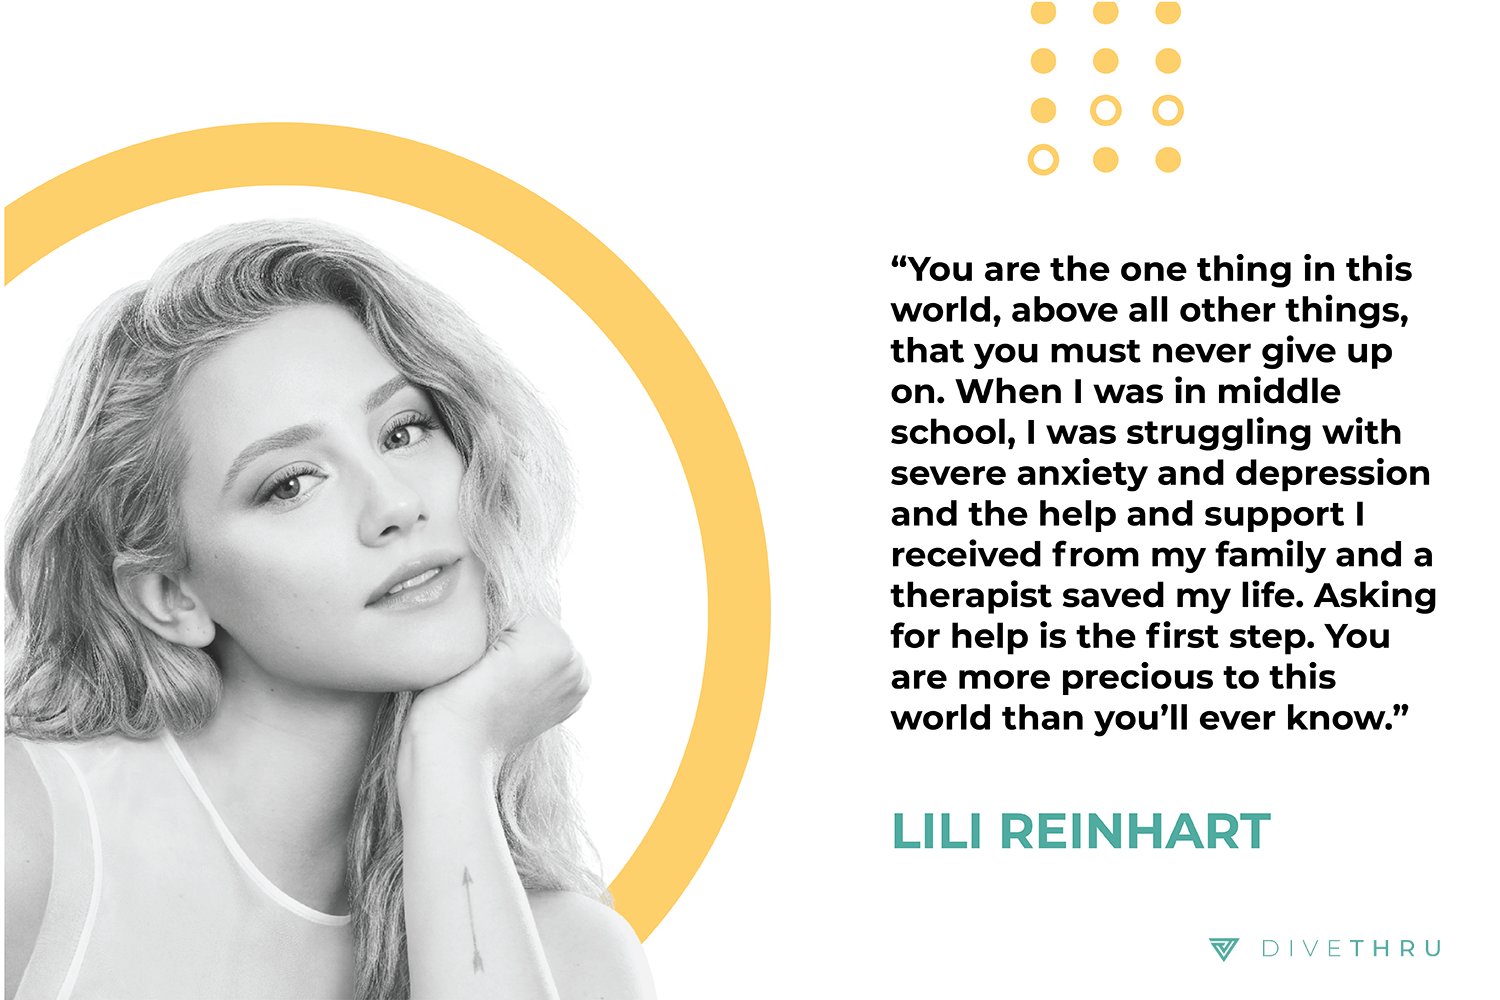 “You are the one thing in this
world, above all other things,
that you must never give up
on. When I was in middle
school, I was struggling with
severe anxiety and depression
and the help and support I
received from my family and a
therapist saved my life. Asking
for help is the first step. You
are more precious to this
world than you’ll ever know.”
LILI REINHART
DIVETHRU